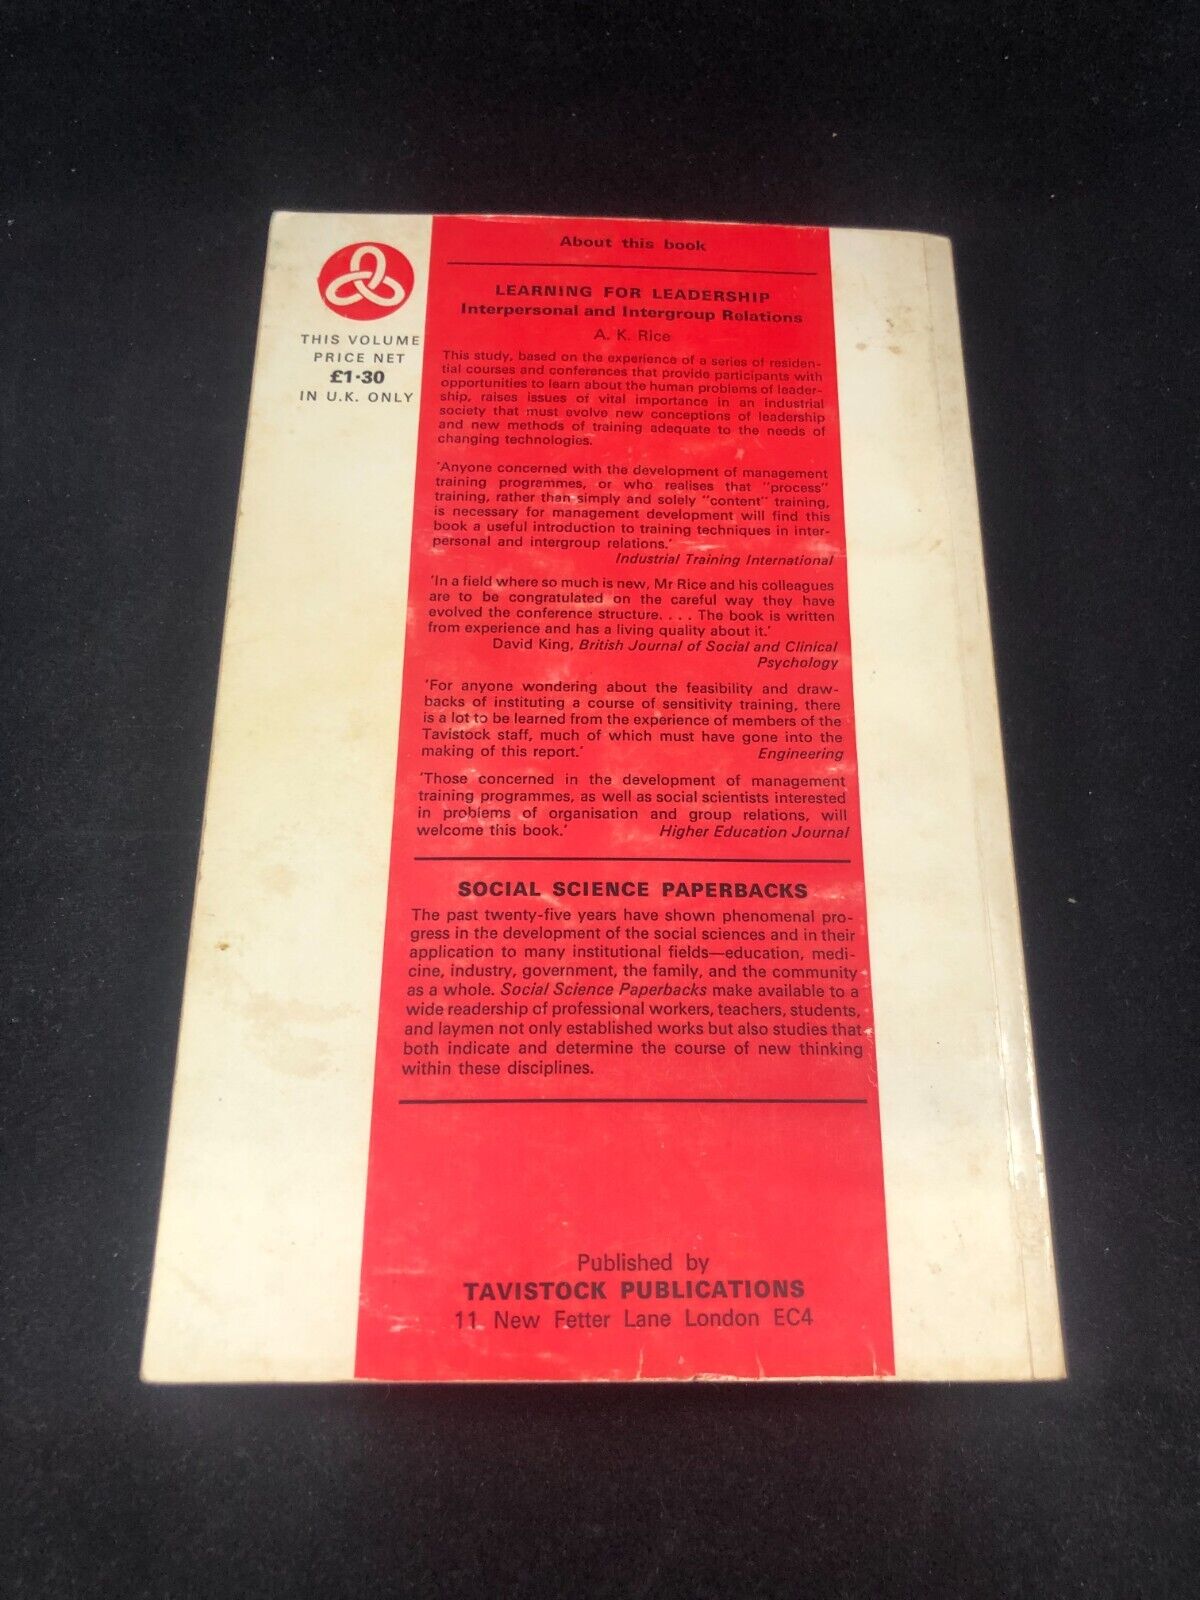 THIS VOLUME
PRICE NET
£1·30
IN U.K. ONLY
About this book
LEARNING FOR LEADERSHIP
Interpersonal and Intergroup Relations
A. K. Rice
This study, based on the experience of a series of residen-
tial courses and conferences that provide participants with
opportunities to learn about the human problems of leader-
ship, raises issues of vital importance in an industrial
society that must evolve new conceptions of leadership
and new methods of training adequate to the needs of
changing technologies.
'Anyone concerned with the development of management
training programmes, or who realises that "process"
training, rather than simply and solely "content" training,
is necessary for management development will find this
book a useful introduction to training techniques in inter-
personal and intergroup relations.'
Industrial Training International
'In a field where so much is new, Mr Rice and his colleagues
are to be congratulated on the careful way they have
evolved the conference structure. . . . The book is written
from experience and has a living quality about it.'
David King, British Journal of Social and Clinical
Psychology
'For anyone wondering about the feasibility and draw-
backs of instituting a course of sensitivity training, there
is a lot to be learned from the experience of members of the
Tavistock staff, much of which must have gone into the
making of this report.' Engineering
'Those concerned in the development of management
training programmes, as well as social scientists interested
in problems of organisation and group relations, will
welcome this book.' Higher Education Journal
SOCIAL SCIENCE PAPERBACKS
The past twenty-five years have shown phenomenal pro-
gress in the development of the social sciences and in their
application to many institutional fields—education, medi-
cine, industry, government, the family, and the community
as a whole. Social Science Paperbacks make available to a
wide readership of professional workers, teachers, students,
and laymen not only established works but also studies that
both indicate and determine the course of new thinking
within these disciplines.
Published by
TAVISTOCK PUBLICATIONS
11 New Fetter Lane London EC4